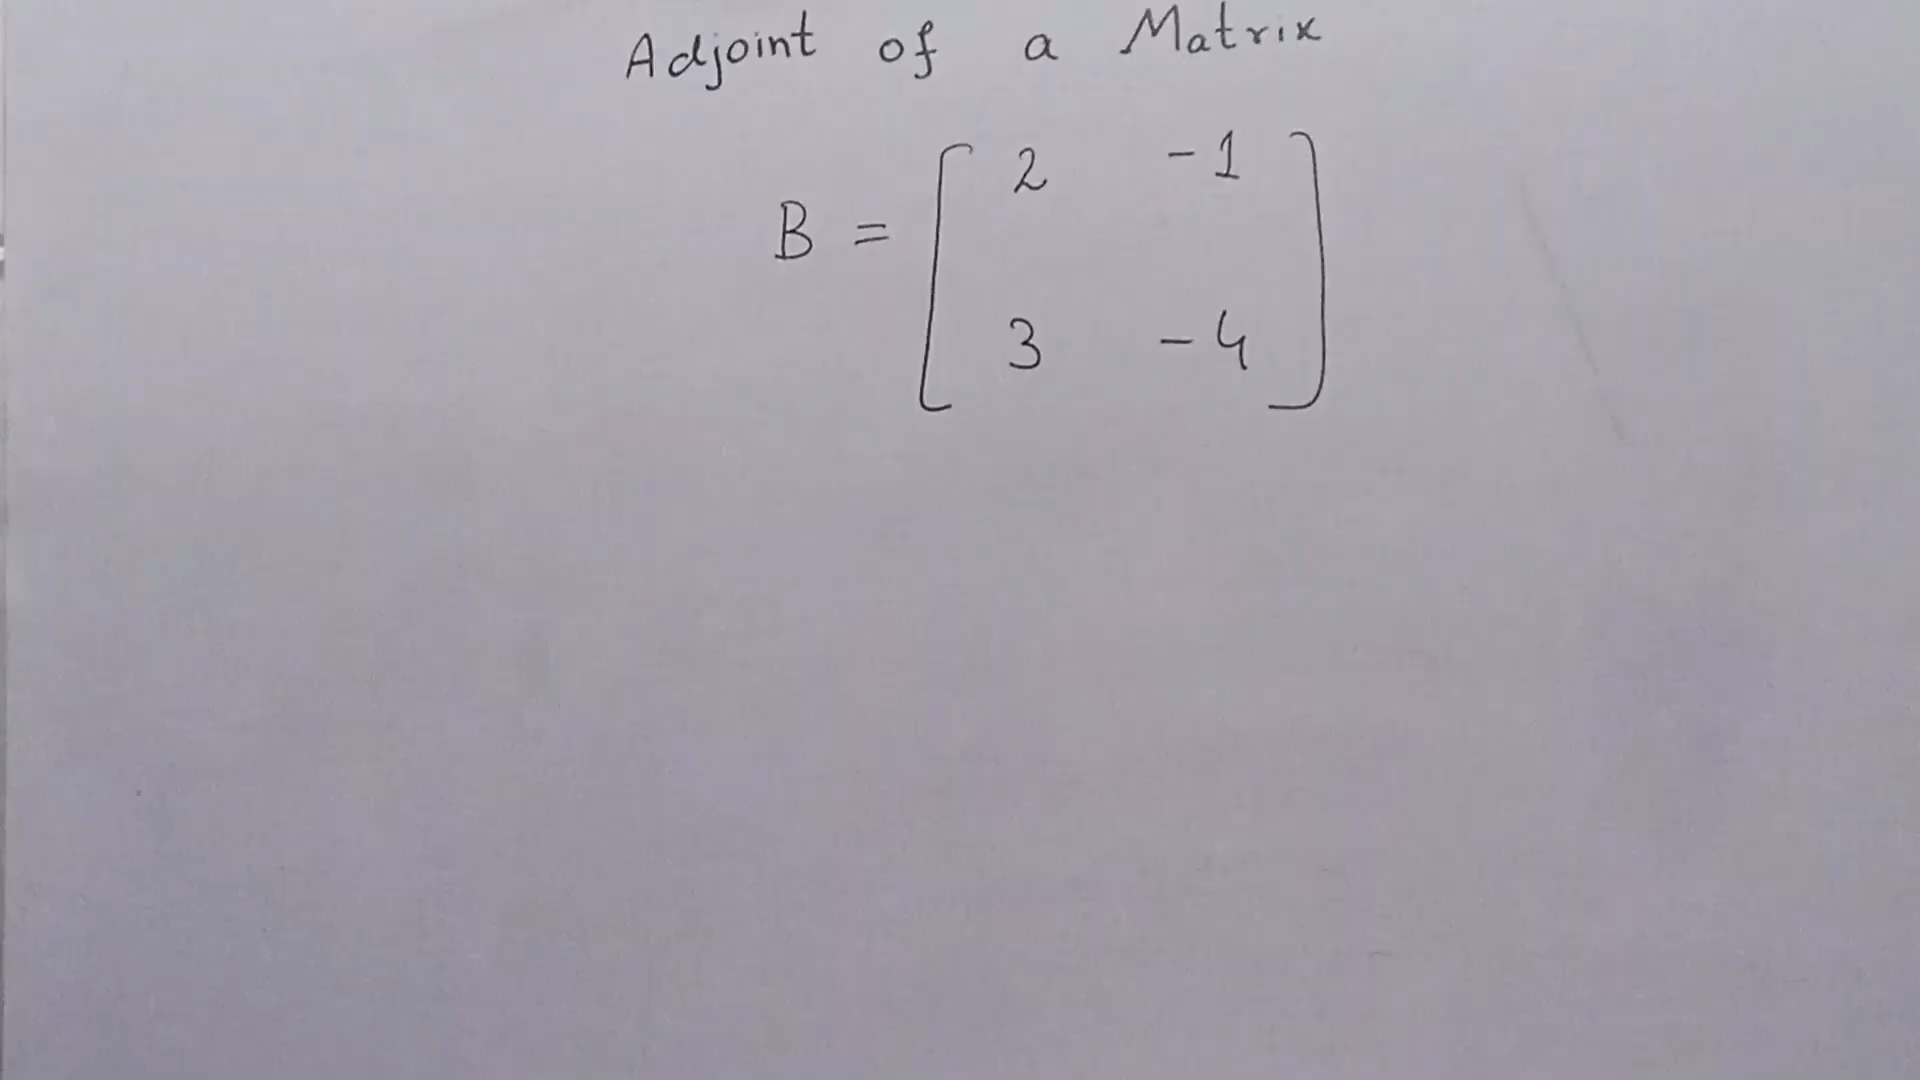 Adjoint of a Matrix
B = [ 2 -1
3 -4 ]